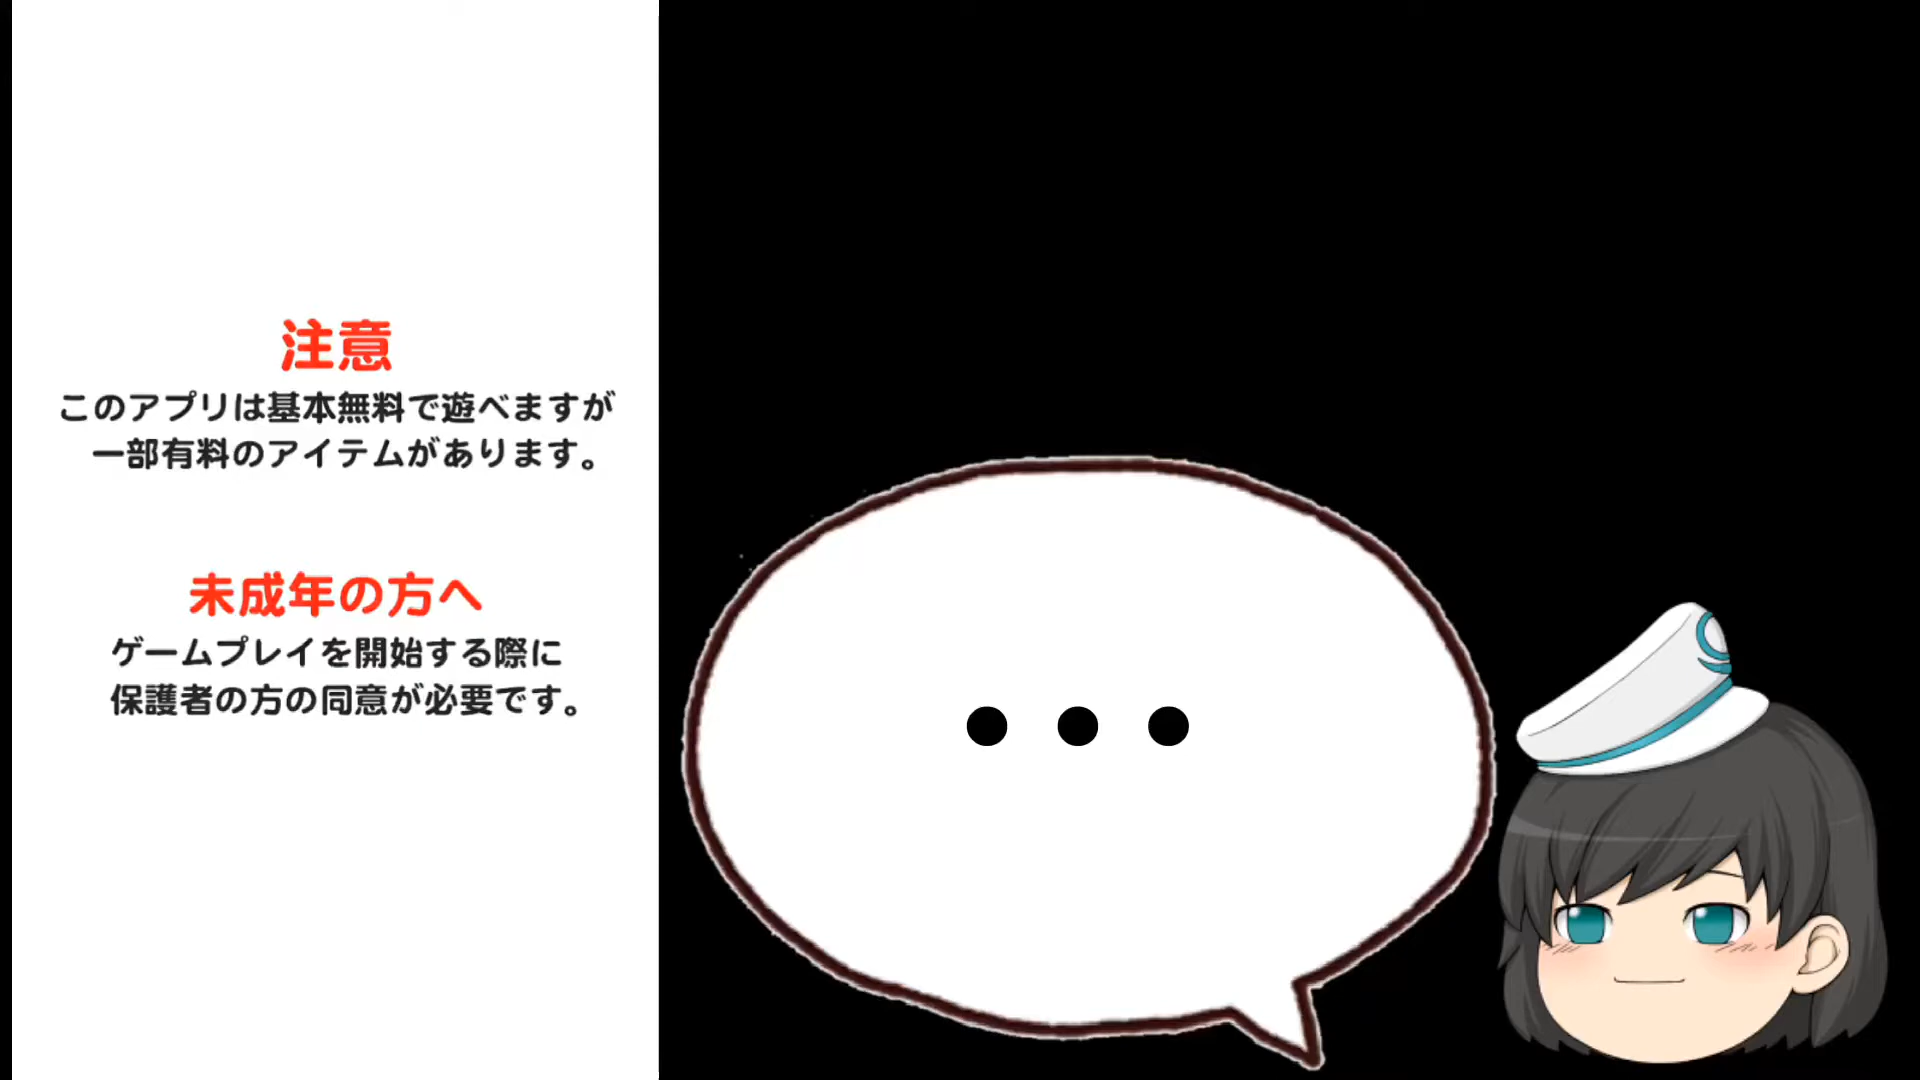 注意
このアプリは基本無料で遊べますが
一部有料のアイテムがあります。
未成年の方へ
ゲームプレイを開始する際に
保護者の方の同意が必要です。
●●●